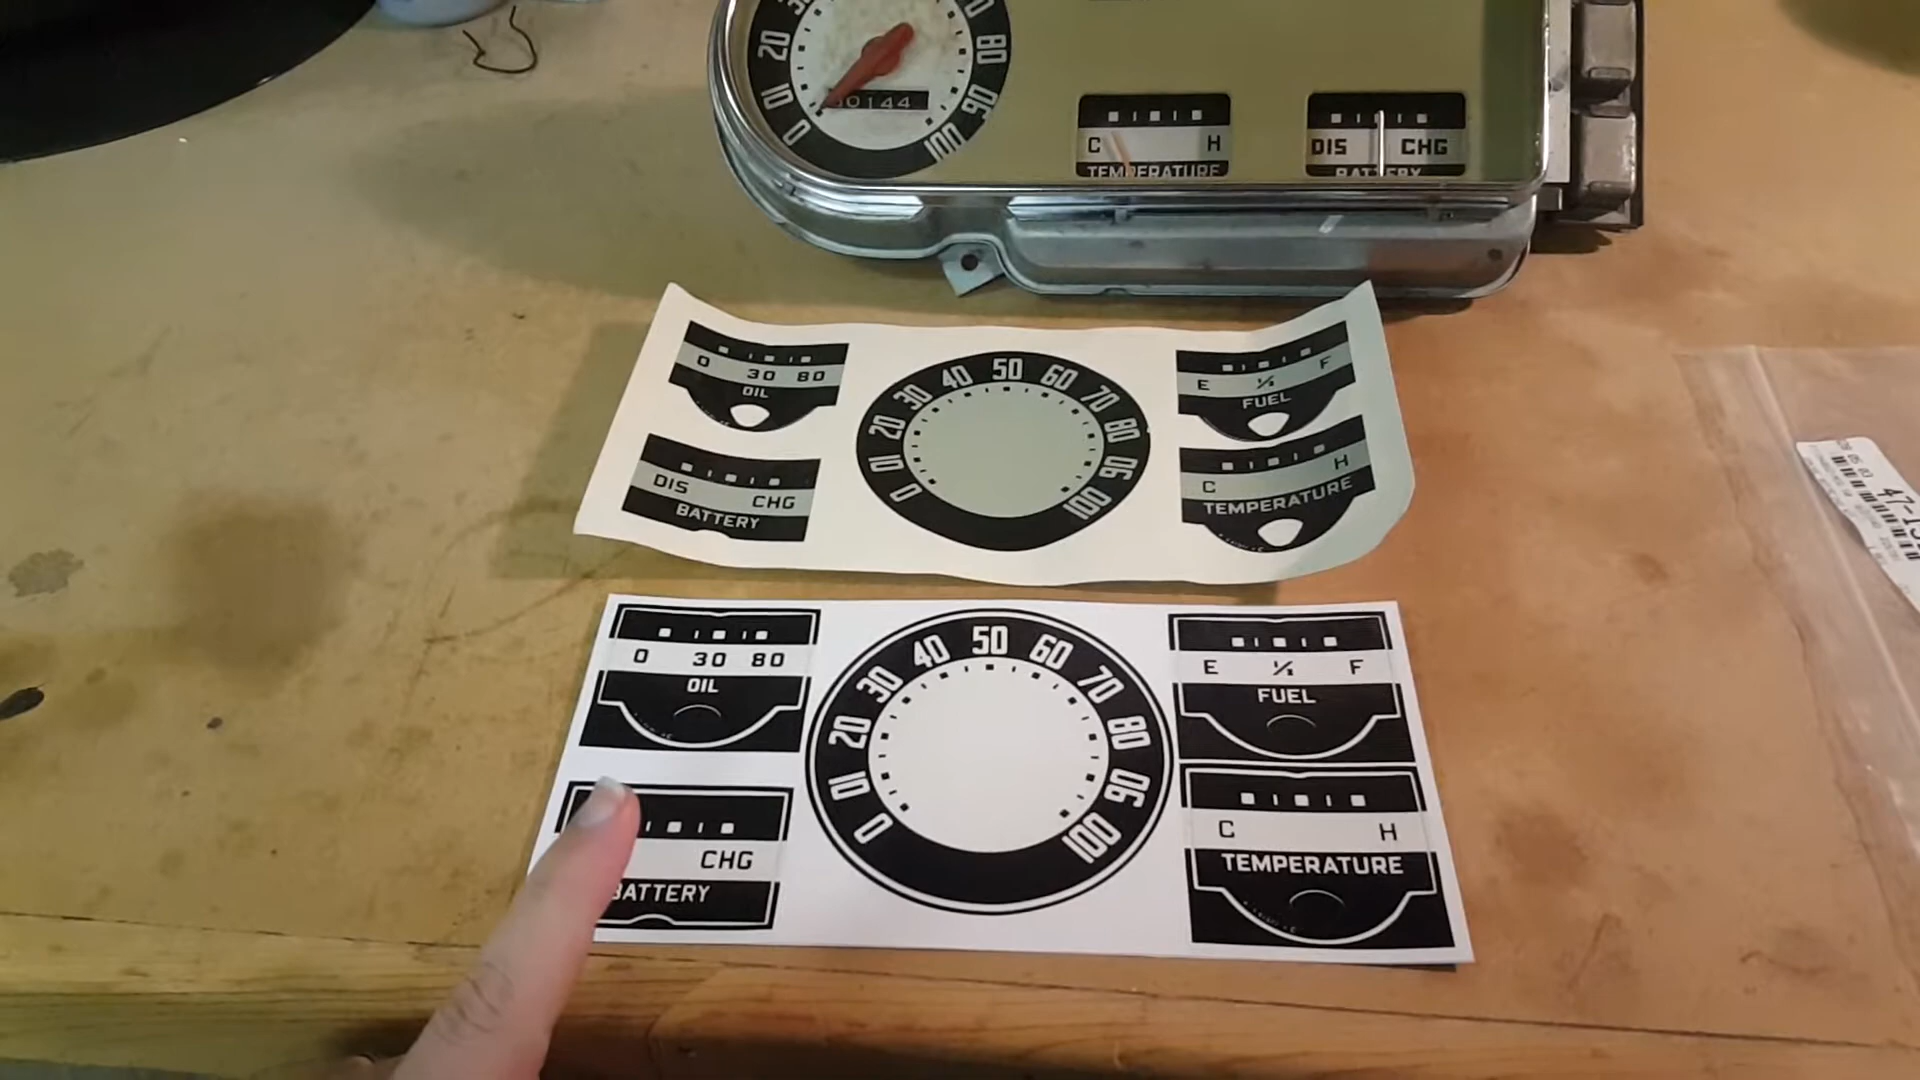 20
10
0
80
90
100
0144
C H
TEMPERATURE
DIS CHG
BATTERY
0 30 80
OIL
DIS CHG
BATTERY
0 10 20 30 40 50 60 70 80 90 100
E 1/2 F
FUEL
C H
TEMPERATURE
0 30 80
OIL
CHG
BATTERY
0 10 20 30 40 50 60 70 80 90 100
E 1/2 F
FUEL
C H
TEMPERATURE